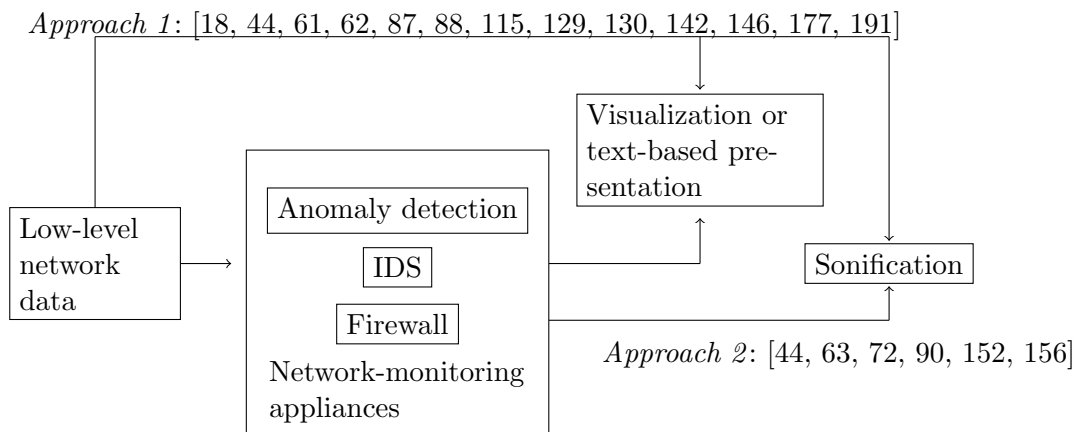 Approach 1: [18, 44, 61, 62, 87, 88, 115, 129, 130, 142, 146, 177, 191]
Visualization or
text-based pre-
sentation
Low-level
network
data
Anomaly detection
IDS
Firewall
Network-monitoring
appliances
Sonification
Approach 2: [44, 63, 72, 90, 152, 156]